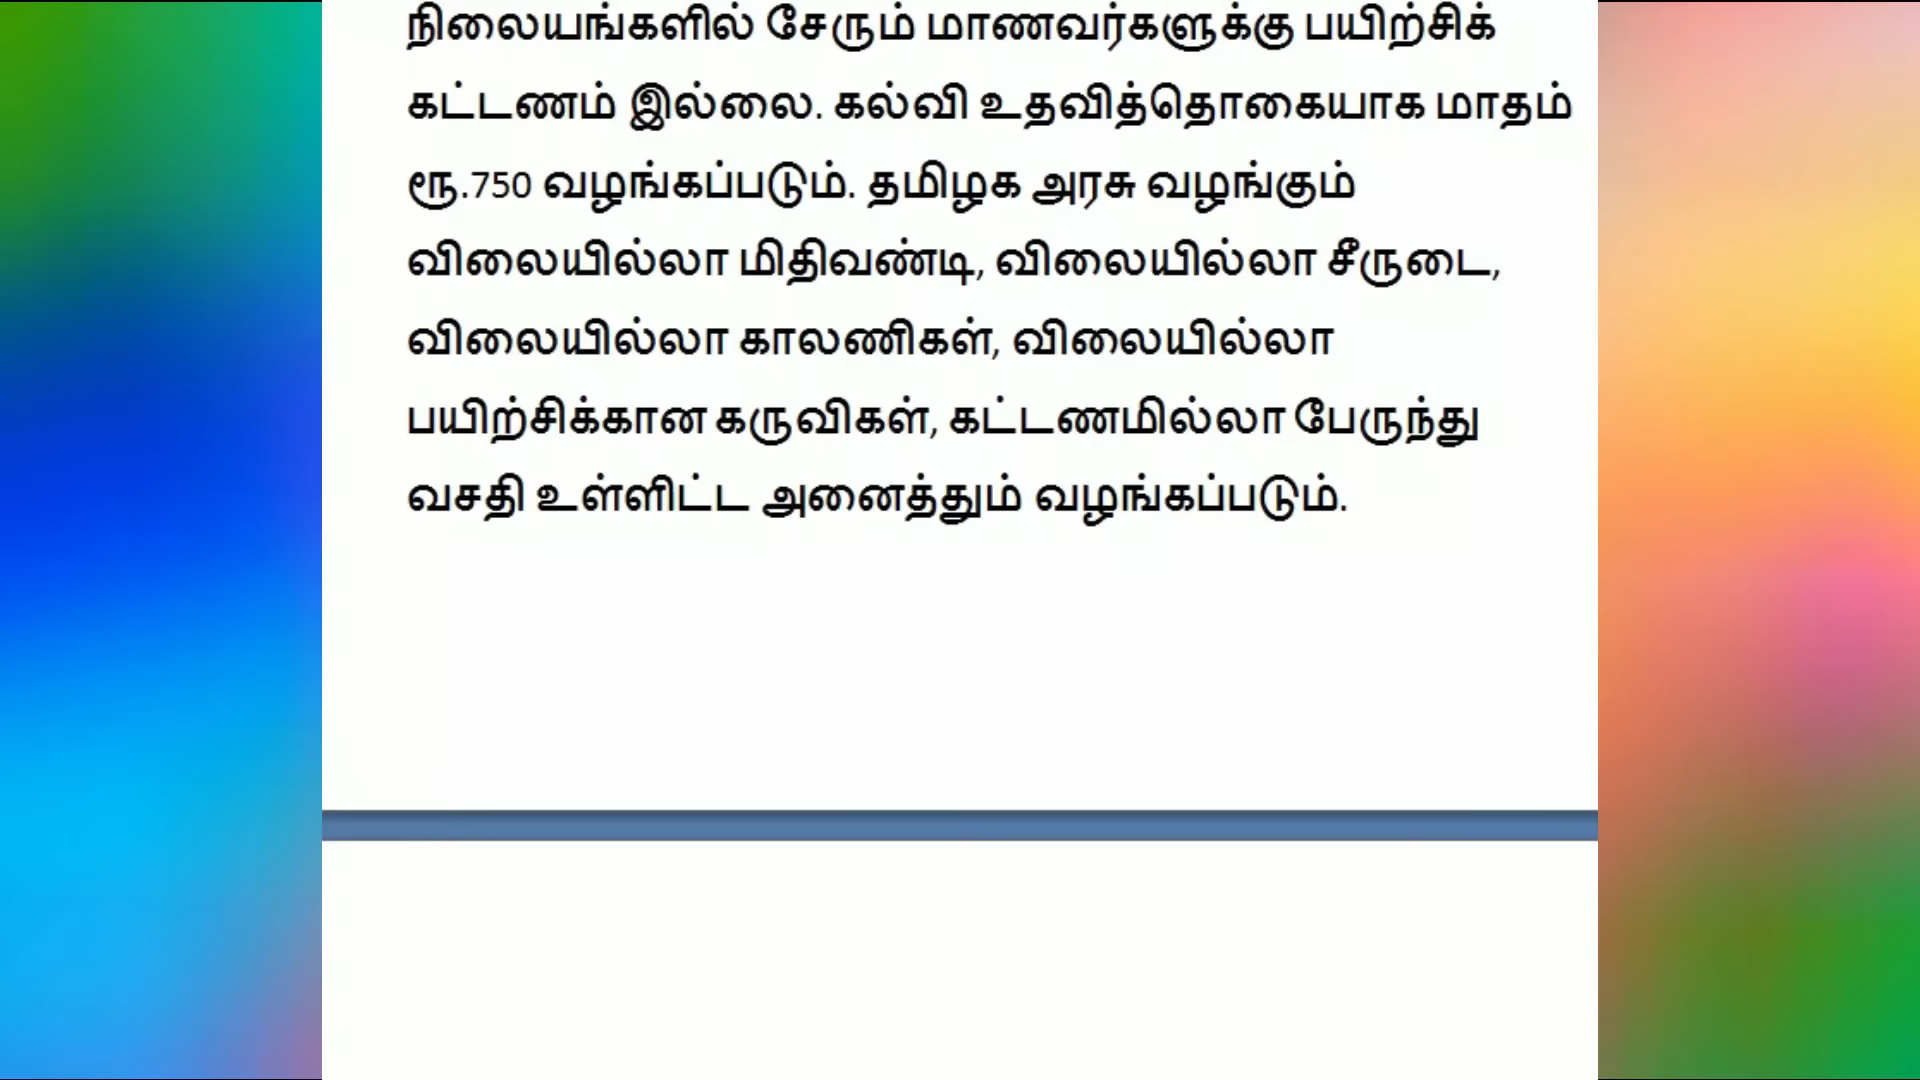 நிலையங்களில் சேரும் மாணவர்களுக்கு பயிற்சிக்
கட்டணம் இல்லை. கல்வி உதவித்தொகையாக மாதம்
ரூ.750 வழங்கப்படும். தமிழக அரசு வழங்கும்
விலையில்லா மிதிவண்டி, விலையில்லா சீருடை,
விலையில்லா காலணிகள், விலையில்லா
பயிற்சிக்கான கருவிகள், கட்டணமில்லா பேருந்து
வசதி உள்ளிட்ட அனைத்தும் வழங்கப்படும்.